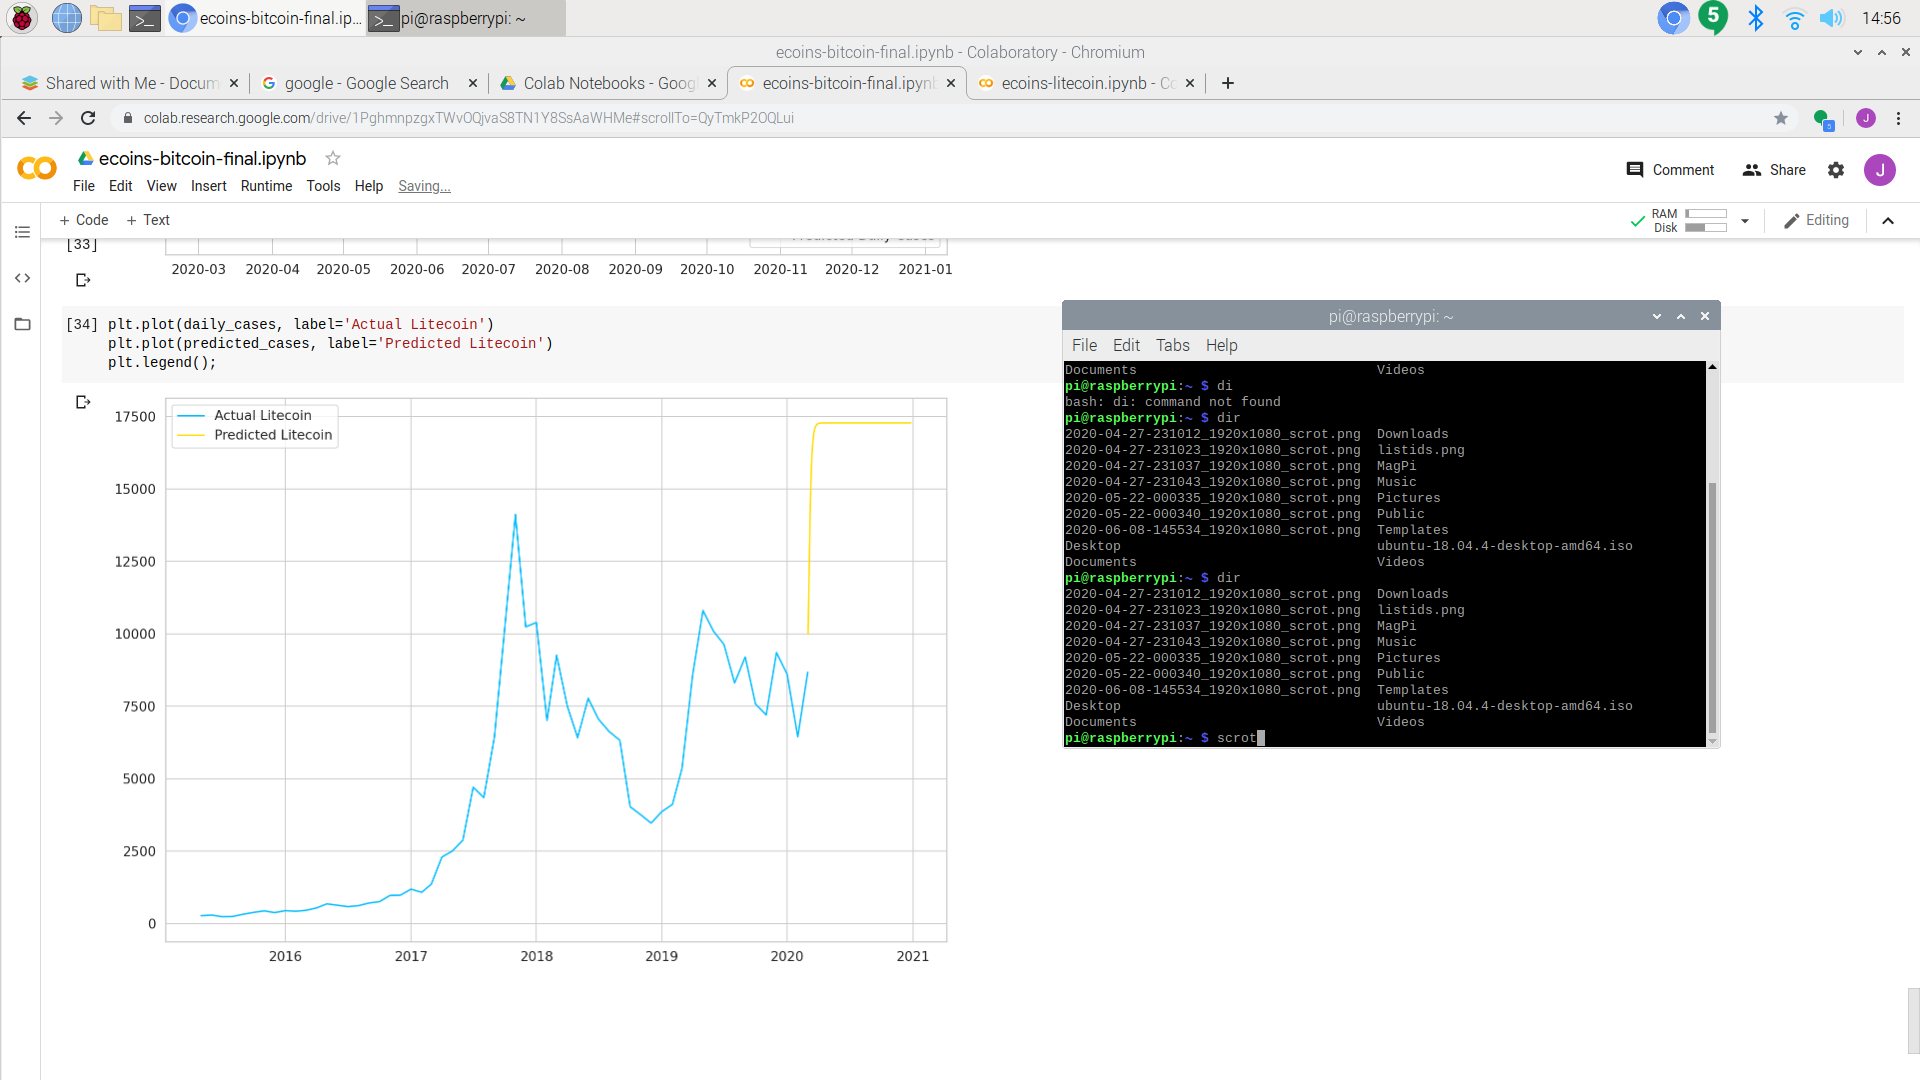 ecoins-bitcoin-final.ip...
pi@raspberrypi: ~
5
14:56
ecoins-bitcoin-final.ipynb - Colaboratory - Chromium
Shared with Me - Docum
google - Google Search
Colab Notebooks - Goog
ecoins-bitcoin-final.ipynb
ecoins-litecoin.ipynb - Co
colab.research.google.com/drive/1PghmnpzgxTWvOQjvaS8TN1Y8SsAaWHMe#scrollTo=QyTmkP2OQLui
J
ecoins-bitcoin-final.ipynb
File Edit View Insert Runtime Tools Help Saving...
Comment Share J
+ Code + Text
RAM
Disk
Editing
[33]
Predicted Daily Cases
2020-03 2020-04 2020-05 2020-06 2020-07 2020-08 2020-09 2020-10 2020-11 2020-12 2021-01
[34] plt.plot(daily_cases, label='Actual Litecoin')
plt.plot(predicted_cases, label='Predicted Litecoin')
plt.legend();
Actual Litecoin
Predicted Litecoin
17500
15000
12500
10000
7500
5000
2500
0
2016 2017 2018 2019 2020 2021
pi@raspberrypi: ~
File Edit Tabs Help
Documents Videos
pi@raspberrypi:~ $ di
bash: di: command not found
pi@raspberrypi:~ $ dir
2020-04-27-231012_1920x1080_scrot.png Downloads
2020-04-27-231023_1920x1080_scrot.png listids.png
2020-04-27-231037_1920x1080_scrot.png MagPi
2020-04-27-231043_1920x1080_scrot.png Music
2020-05-22-000335_1920x1080_scrot.png Pictures
2020-05-22-000340_1920x1080_scrot.png Public
2020-06-08-145534_1920x1080_scrot.png Templates
Desktop ubuntu-18.04.4-desktop-amd64.iso
Documents Videos
pi@raspberrypi:~ $ dir
2020-04-27-231012_1920x1080_scrot.png Downloads
2020-04-27-231023_1920x1080_scrot.png listids.png
2020-04-27-231037_1920x1080_scrot.png MagPi
2020-04-27-231043_1920x1080_scrot.png Music
2020-05-22-000335_1920x1080_scrot.png Pictures
2020-05-22-000340_1920x1080_scrot.png Public
2020-06-08-145534_1920x1080_scrot.png Templates
Desktop ubuntu-18.04.4-desktop-amd64.iso
Documents Videos
pi@raspberrypi:~ $ scrot